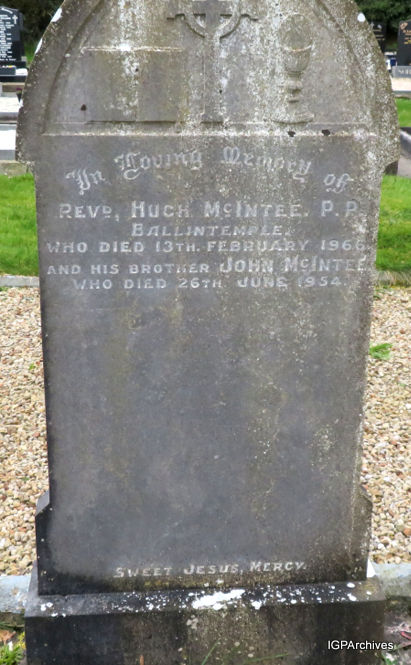 In Loving Memory of
REVD, HUGH MCINTEE. P.P.
BALLINTEMPLE.
WHO DIED 13TH. FEBRUARY 1966
AND HIS BROTHER JOHN MCINTEE
WHO DIED 26TH JUNE 1954.
SWEET JESUS, MERCY.
IGPArchives